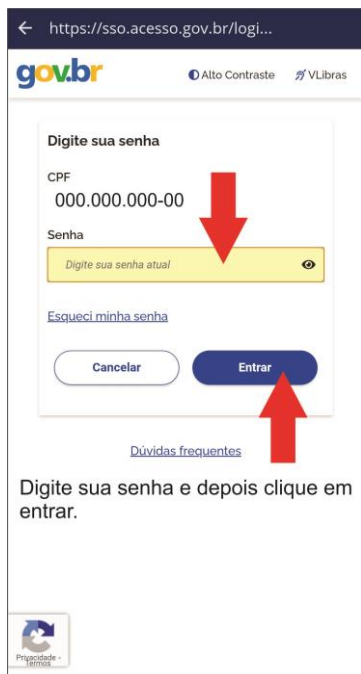 https://sso.acesso.gov.br/logi...
gov.br
Alto Contraste
VLibras
Digite sua senha
CPF
000.000.000-00
Senha
Digite sua senha atual
Esqueci minha senha
Cancelar
Entrar
Dúvidas frequentes
Digite sua senha e depois clique em
entrar.
Privacidade -
Termos